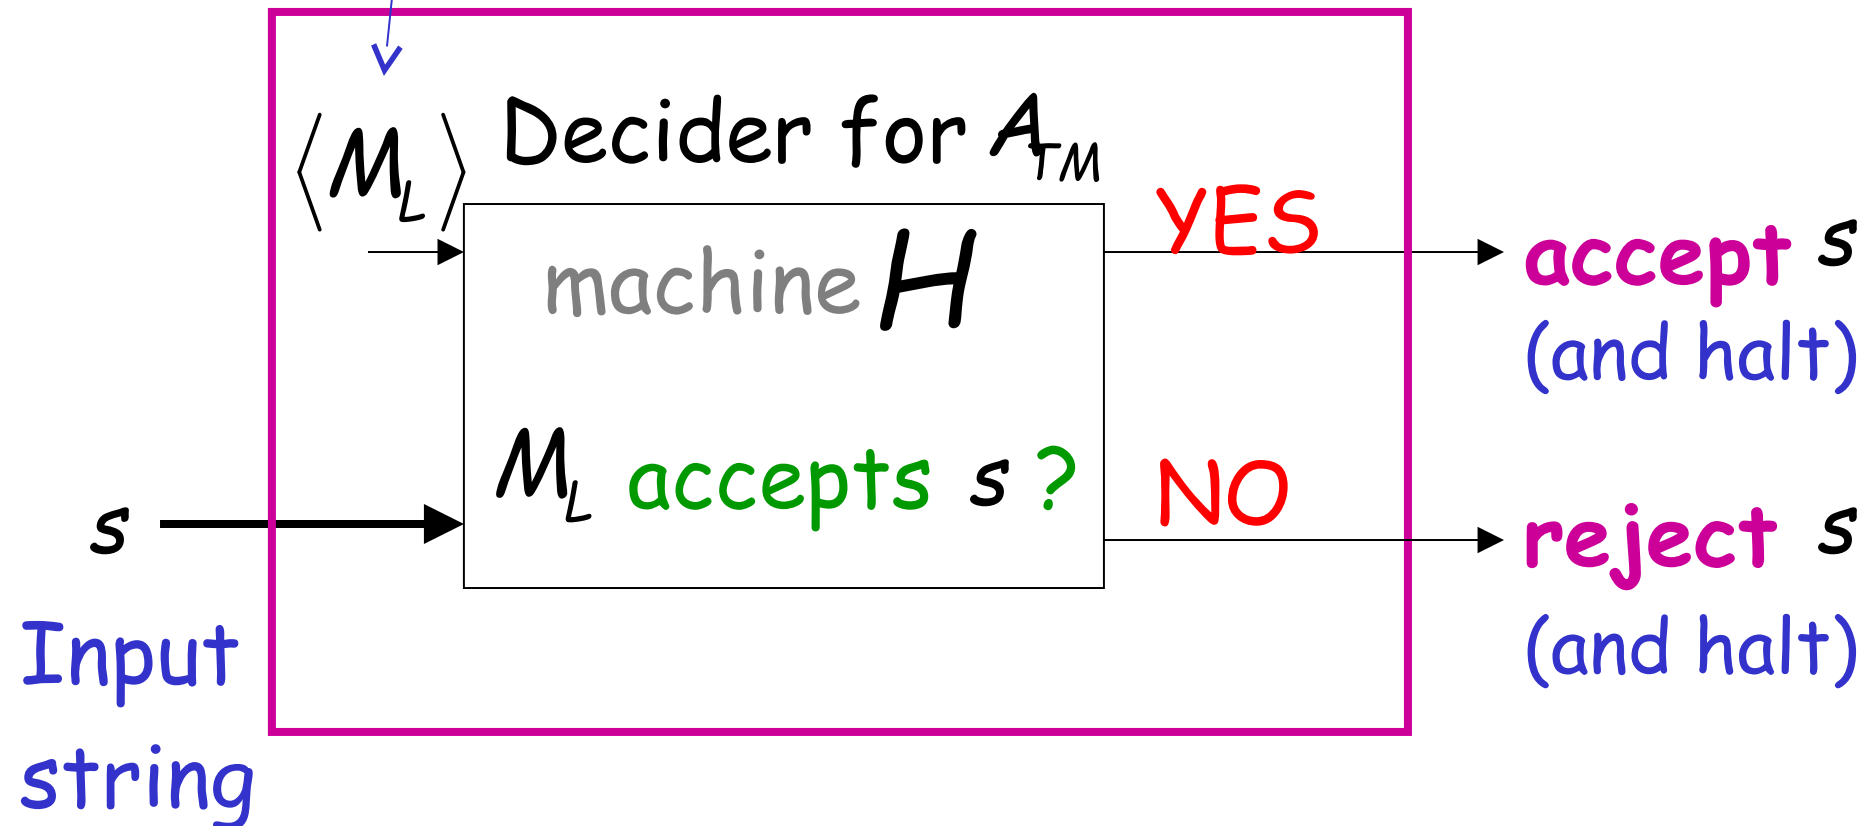 ⟨M_L⟩ Decider for A_TM
YES
accept s
machine H
(and halt)
M_L accepts s ?
NO
s
reject s
Input
(and halt)
string